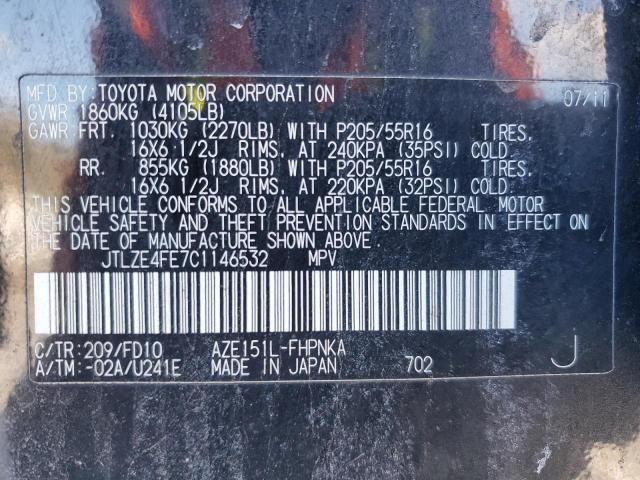 MFD BY: TOYOTA MOTOR CORPORATION 07/11
GVWR: 1860KG (4105LB)
GAWR: FRT. 1030KG (2270LB) WITH P205/55R16 TIRES,
16X6 1/2J RIMS, AT 240KPA (35PSI) COLD.
RR. 855KG (1880LB) WITH P205/55R16 TIRES,
16X6 1/2J RIMS, AT 220KPA (32PSI) COLD.
THIS VEHICLE CONFORMS TO ALL APPLICABLE FEDERAL MOTOR
VEHICLE SAFETY AND THEFT PREVENTION STANDARDS IN EFFECT ON
THE DATE OF MANUFACTURE SHOWN ABOVE.
JTLZE4FE7C1146532 MPV
C/TR: 209/FD10 AZE151L-FHPNKA J
A/TM: -02A/U241E MADE IN JAPAN 702